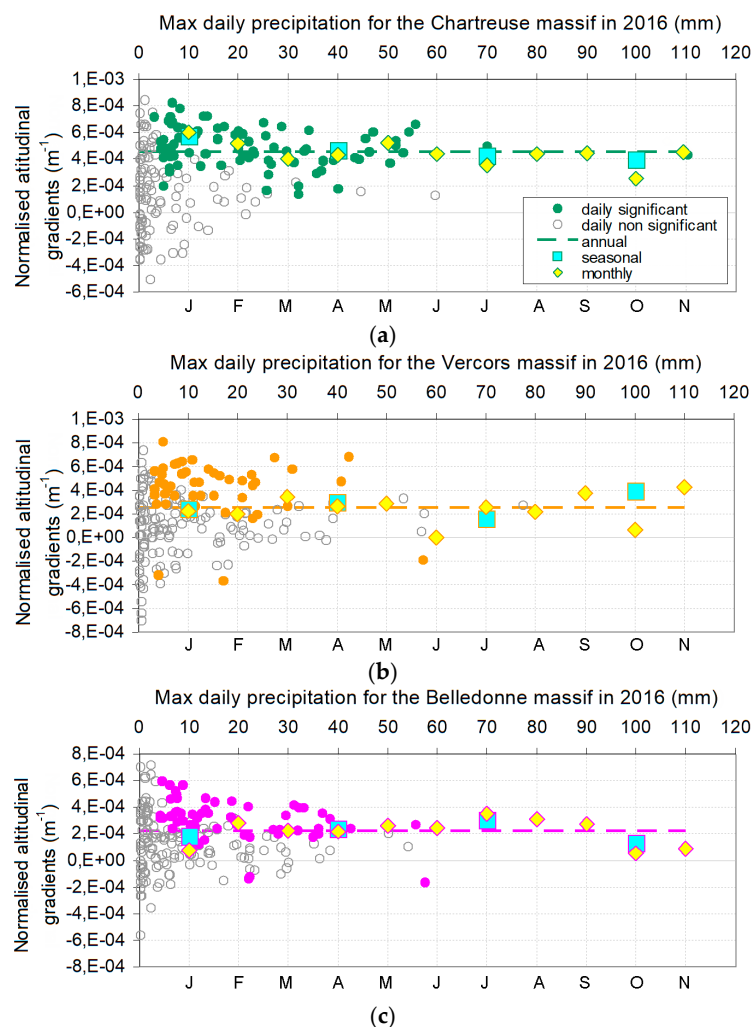 Max daily precipitation for the Chartreuse massif in 2016 (mm)
0 10 20 30 40 50 60 70 80 90 100 110 120
Normalised atitudinal
gradients (m-1)
1,E-03
8,E-04
6,E-04
4,E-04
2,E-04
0,E+00
-2,E-04
-4,E-04
-6,E-04
daily significant
daily non significant
annual
seasonal
monthly
J F M A M J J A S O N
(a)
Max daily precipitation for the Vercors massif in 2016 (mm)
0 10 20 30 40 50 60 70 80 90 100 110 120
Normalised altitudinal
gradients (m-1)
1,E-03
8,E-04
6,E-04
4,E-04
2,E-04
0,E+00
-2,E-04
-4,E-04
-6,E-04
-8,E-04
J F M A M J J A S O N
(b)
Max daily precipitation for the Belledonne massif in 2016 (mm)
0 10 20 30 40 50 60 70 80 90 100 110 120
Normalised altitudinal
gradients (m-1)
8,E-04
6,E-04
4,E-04
2,E-04
0,E+00
-2,E-04
-4,E-04
-6,E-04
-8,E-04
J F M A M J J A S O N
(c)